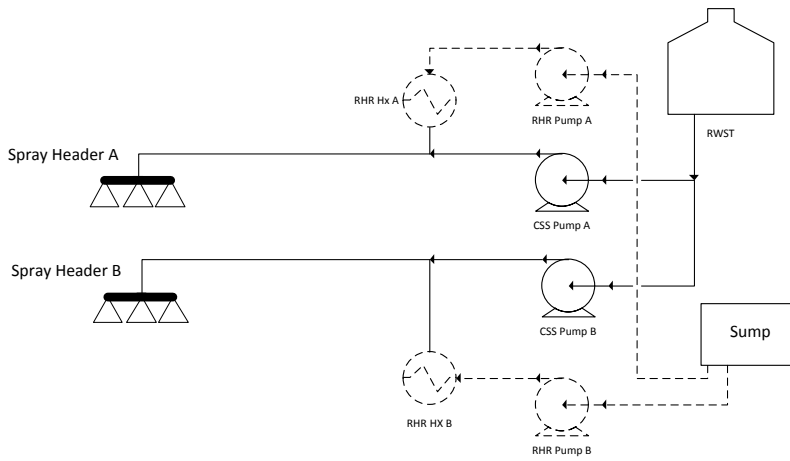 RHR Hx A
RHR Pump A
RWST
Spray Header A
CSS Pump A
Spray Header B
CSS Pump B
Sump
RHR HX B
RHR Pump B